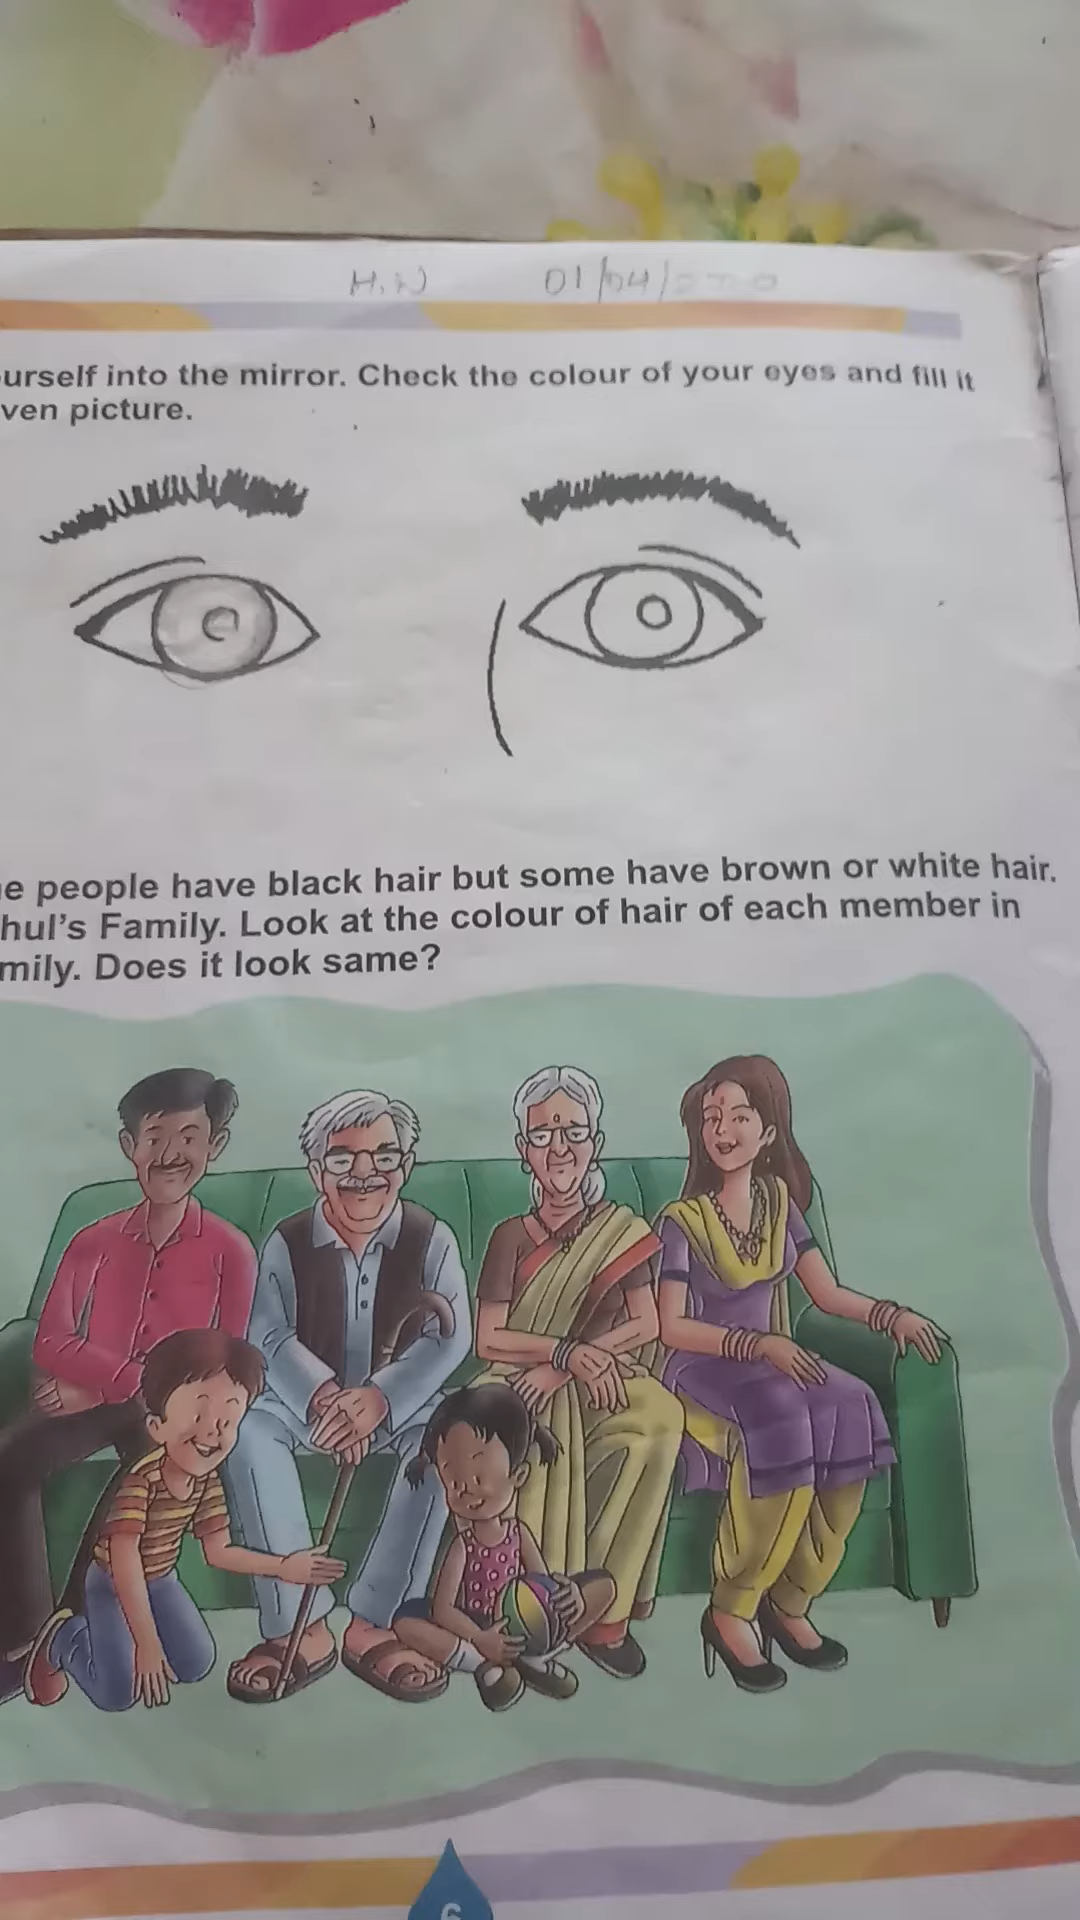 H.W 01/04/
urself into the mirror. Check the colour of your eyes and fill it
ven picture.
e people have black hair but some have brown or white hair.
hul's Family. Look at the colour of hair of each member in
mily. Does it look same?
6